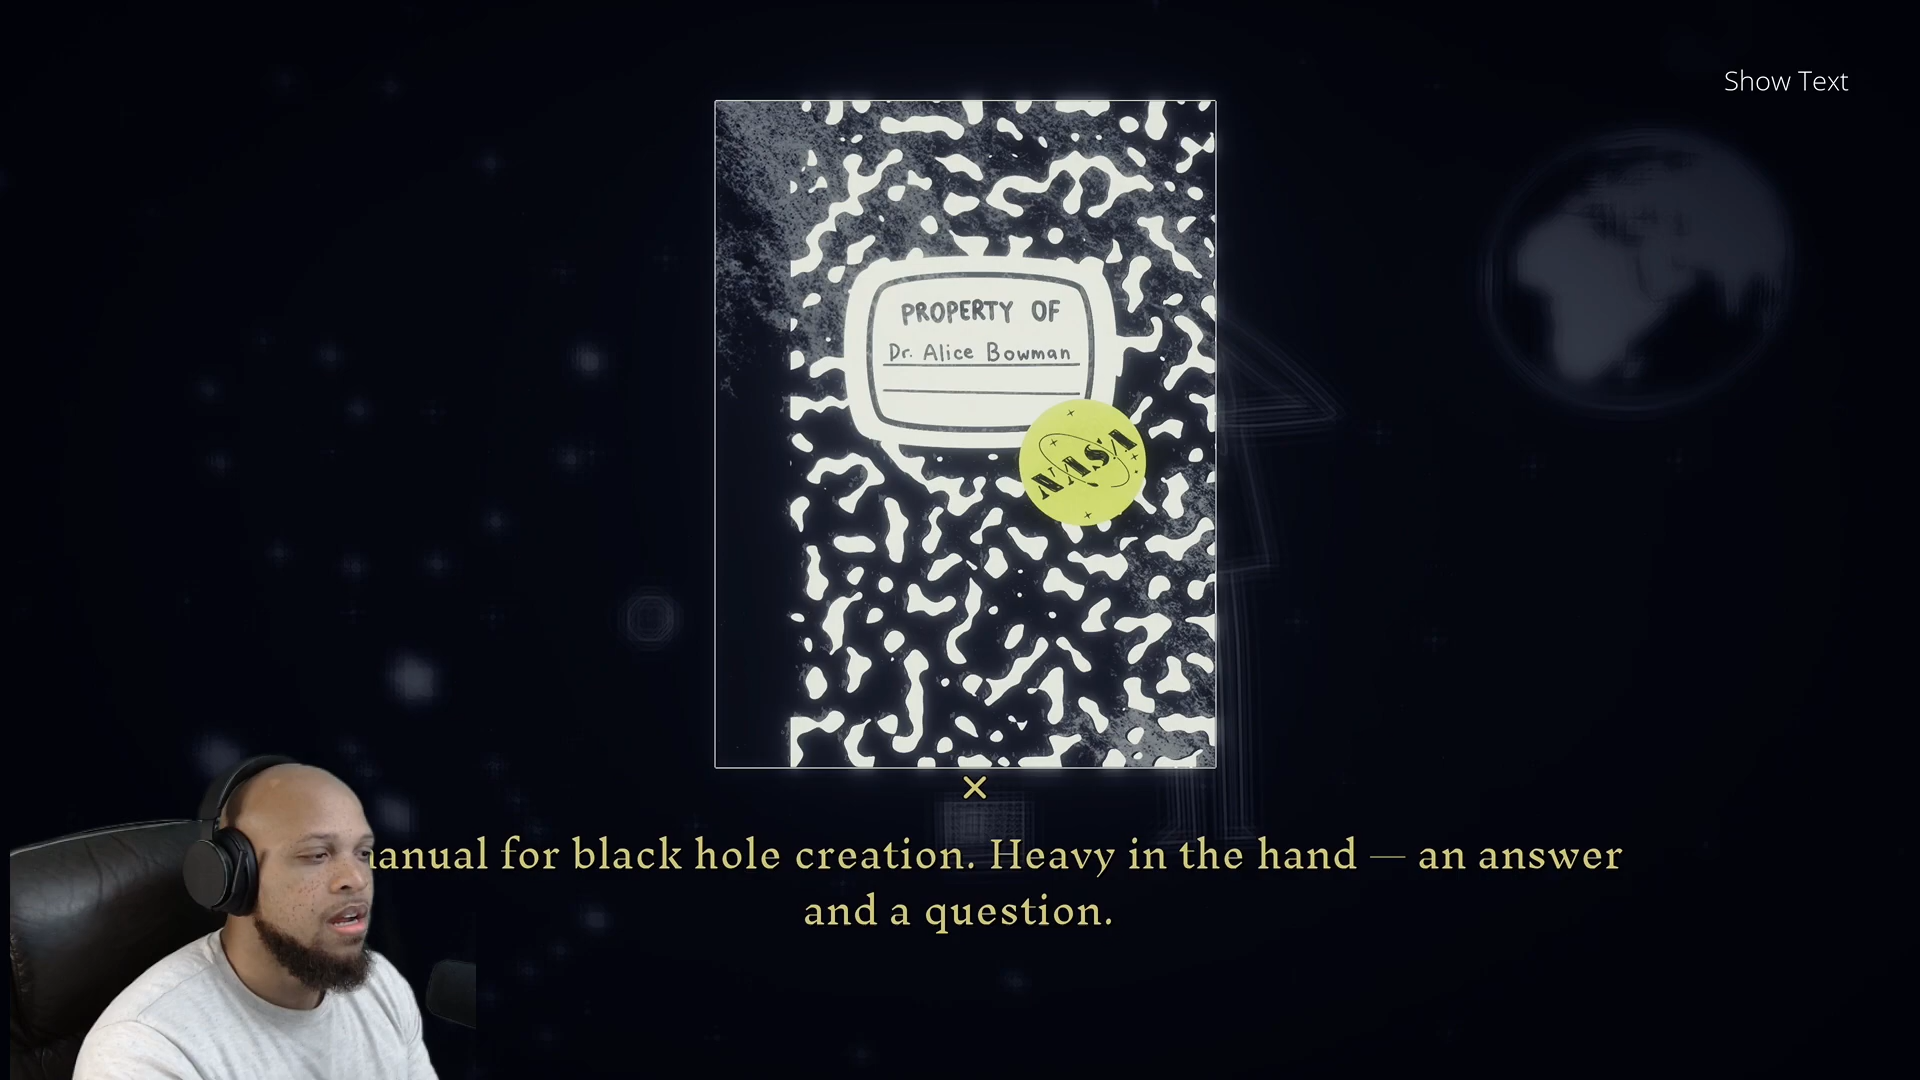 Show Text
PROPERTY OF
Dr. Alice Bowman
NASA
for black hole creation. Heavy in the hand — an answer
and a question.